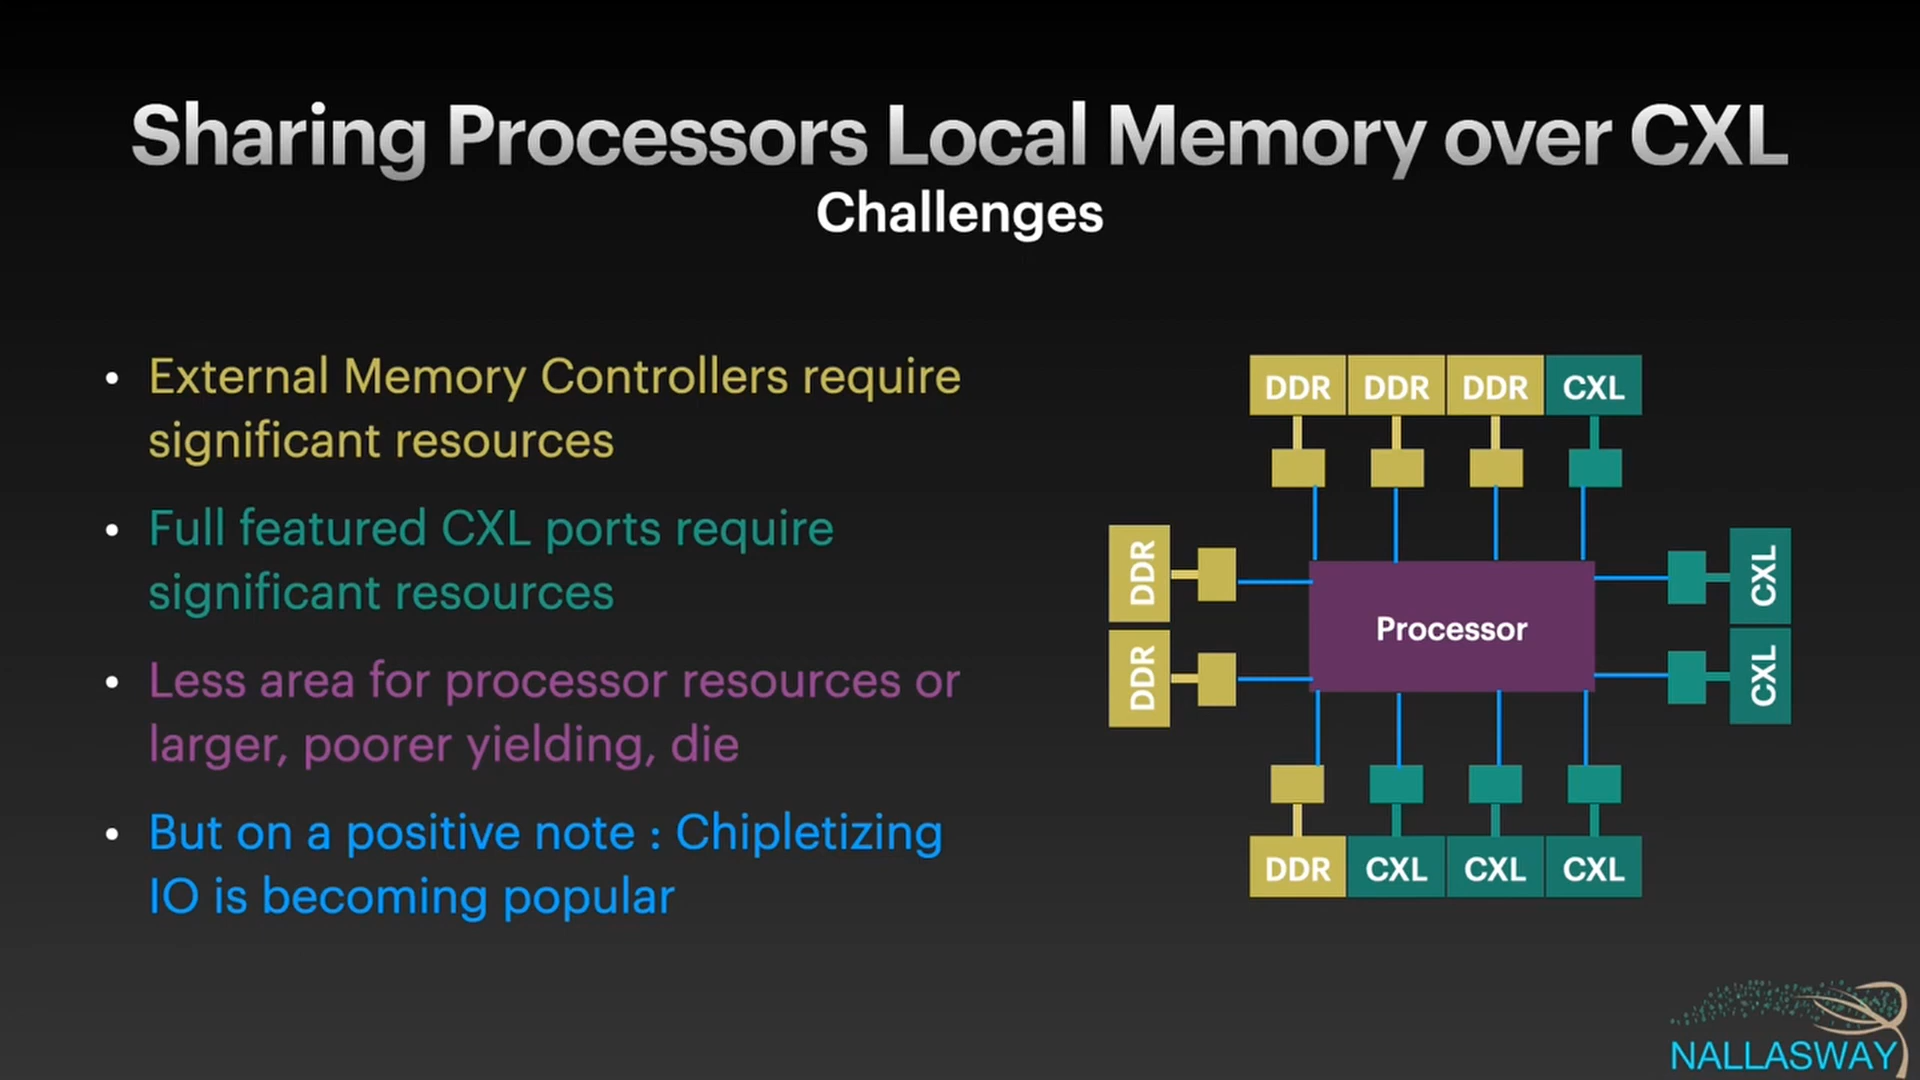 Sharing Processors Local Memory over CXL
Challenges
• External Memory Controllers require
significant resources
• Full featured CXL ports require
significant resources
• Less area for processor resources or
larger, poorer yielding, die
• But on a positive note : Chipletizing
IO is becoming popular
DDR DDR DDR CXL
DDR
DDR
Processor
CXL
CXL
DDR CXL CXL CXL
NALLASWAY